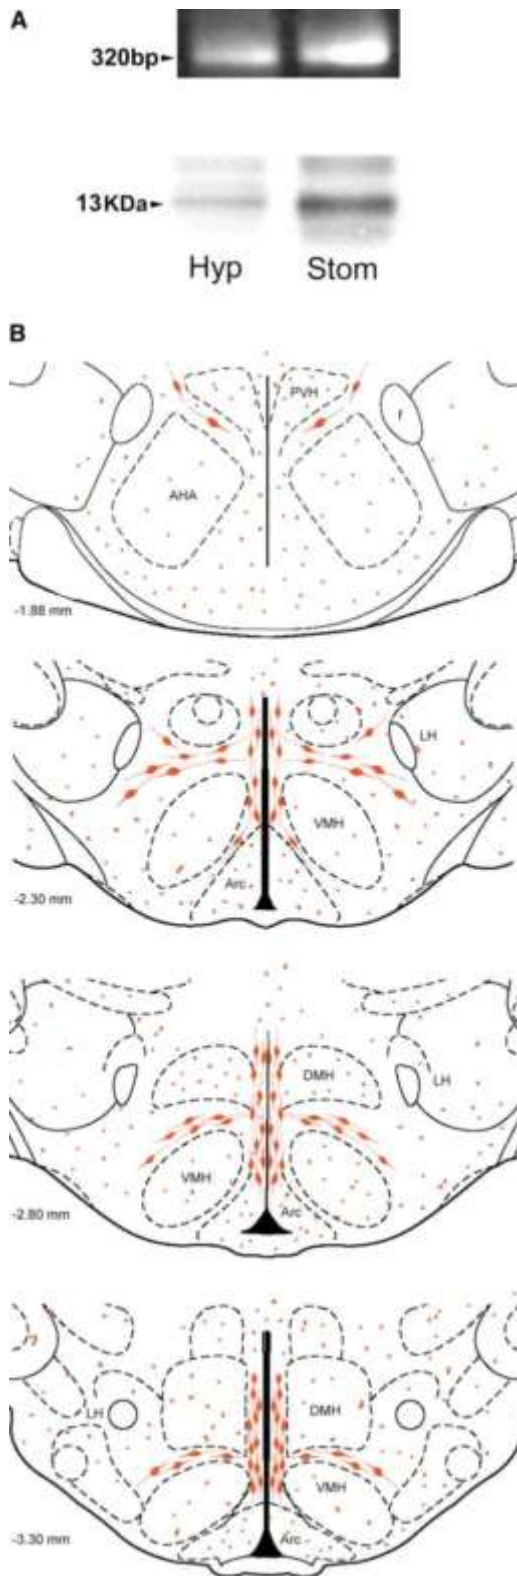 A
320bp
13KDa
Hyp Stom
B
PVH
f
AHA
-1.88 mm
LH
VMH
Arc
-2.30 mm
DMH
LH
VMH
Arc
-2.80 mm
LH
DMH
VMH
Arc
-3.30 mm